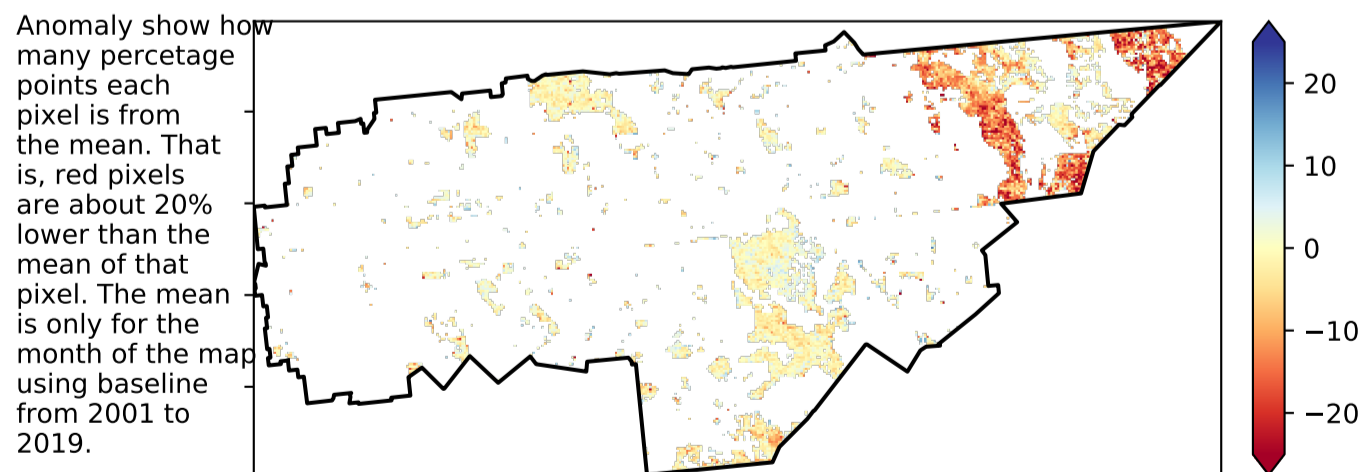 Anomaly show how
many percetage
points each
pixel is from
the mean. That
is, red pixels
are about 20%
lower than the
mean of that
pixel. The mean
is only for the
month of the map
using baseline
from 2001 to
2019.
20
10
0
−10
−20